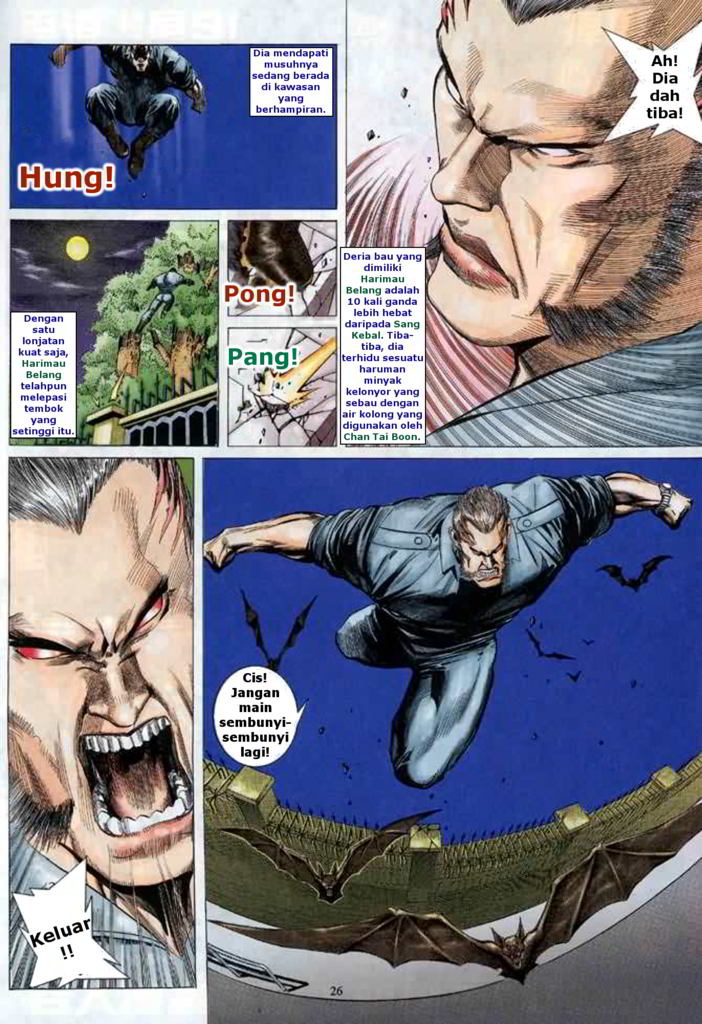 Dia mendapati
musuhnya
sedang berada
di kawasan
yang
berhampiran.
Hung!
Ah!
Dia
dah
tiba!
Dengan
satu
lonjatan
kuat saja,
Harimau
Belang
telahpun
melepasi
tembok
yang
setinggi itu.
Pong!
Pang!
Deria bau yang
dimiliki
Harimau
Belang adalah
10 kali ganda
lebih hebat
daripada Sang
Kebal. Tiba-
tiba, dia
terhidu sesuatu
haruman
minyak
kelonyor yang
sebau dengan
air kolong yang
digunakan oleh
Chan Tai Boon.
Keluar
!!
Cis!
Jangan
main
sembunyi-
sembunyi
lagi!
26